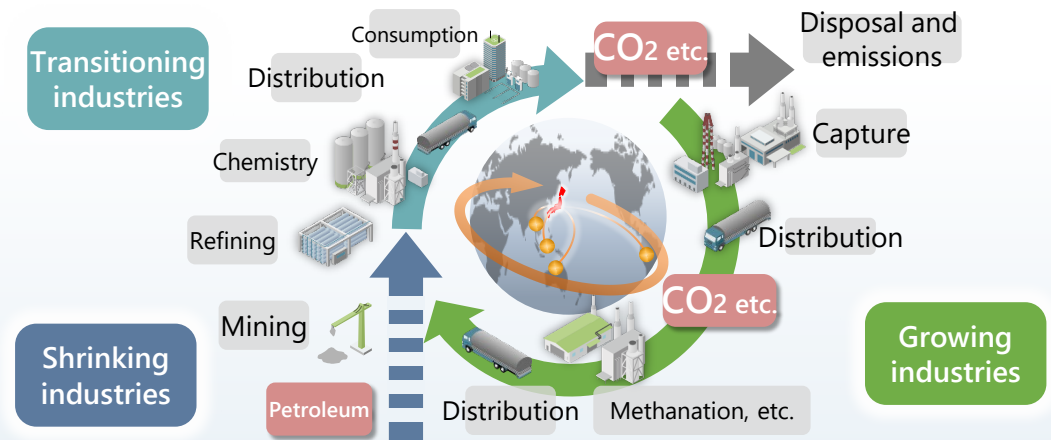 Transitioning
industries
Consumption
Distribution
Chemistry
Refining
Mining
Shrinking
industries
Petroleum
CO2 etc.
Disposal and
emissions
Capture
Distribution
CO2 etc.
Growing
industries
Methanation, etc.
Distribution